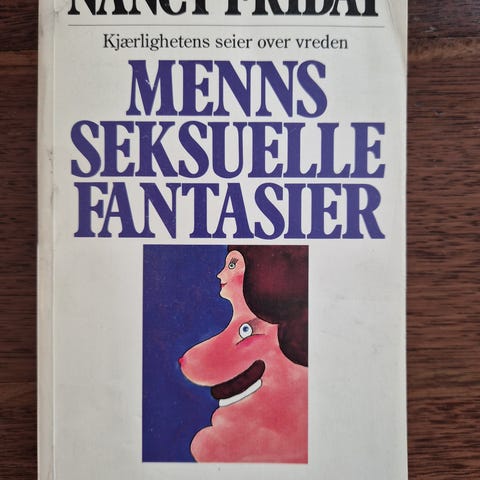 NANCY FRIDAY
Kjærlighetens seier over vreden
MENNS
SEKSUELLE
FANTASIER